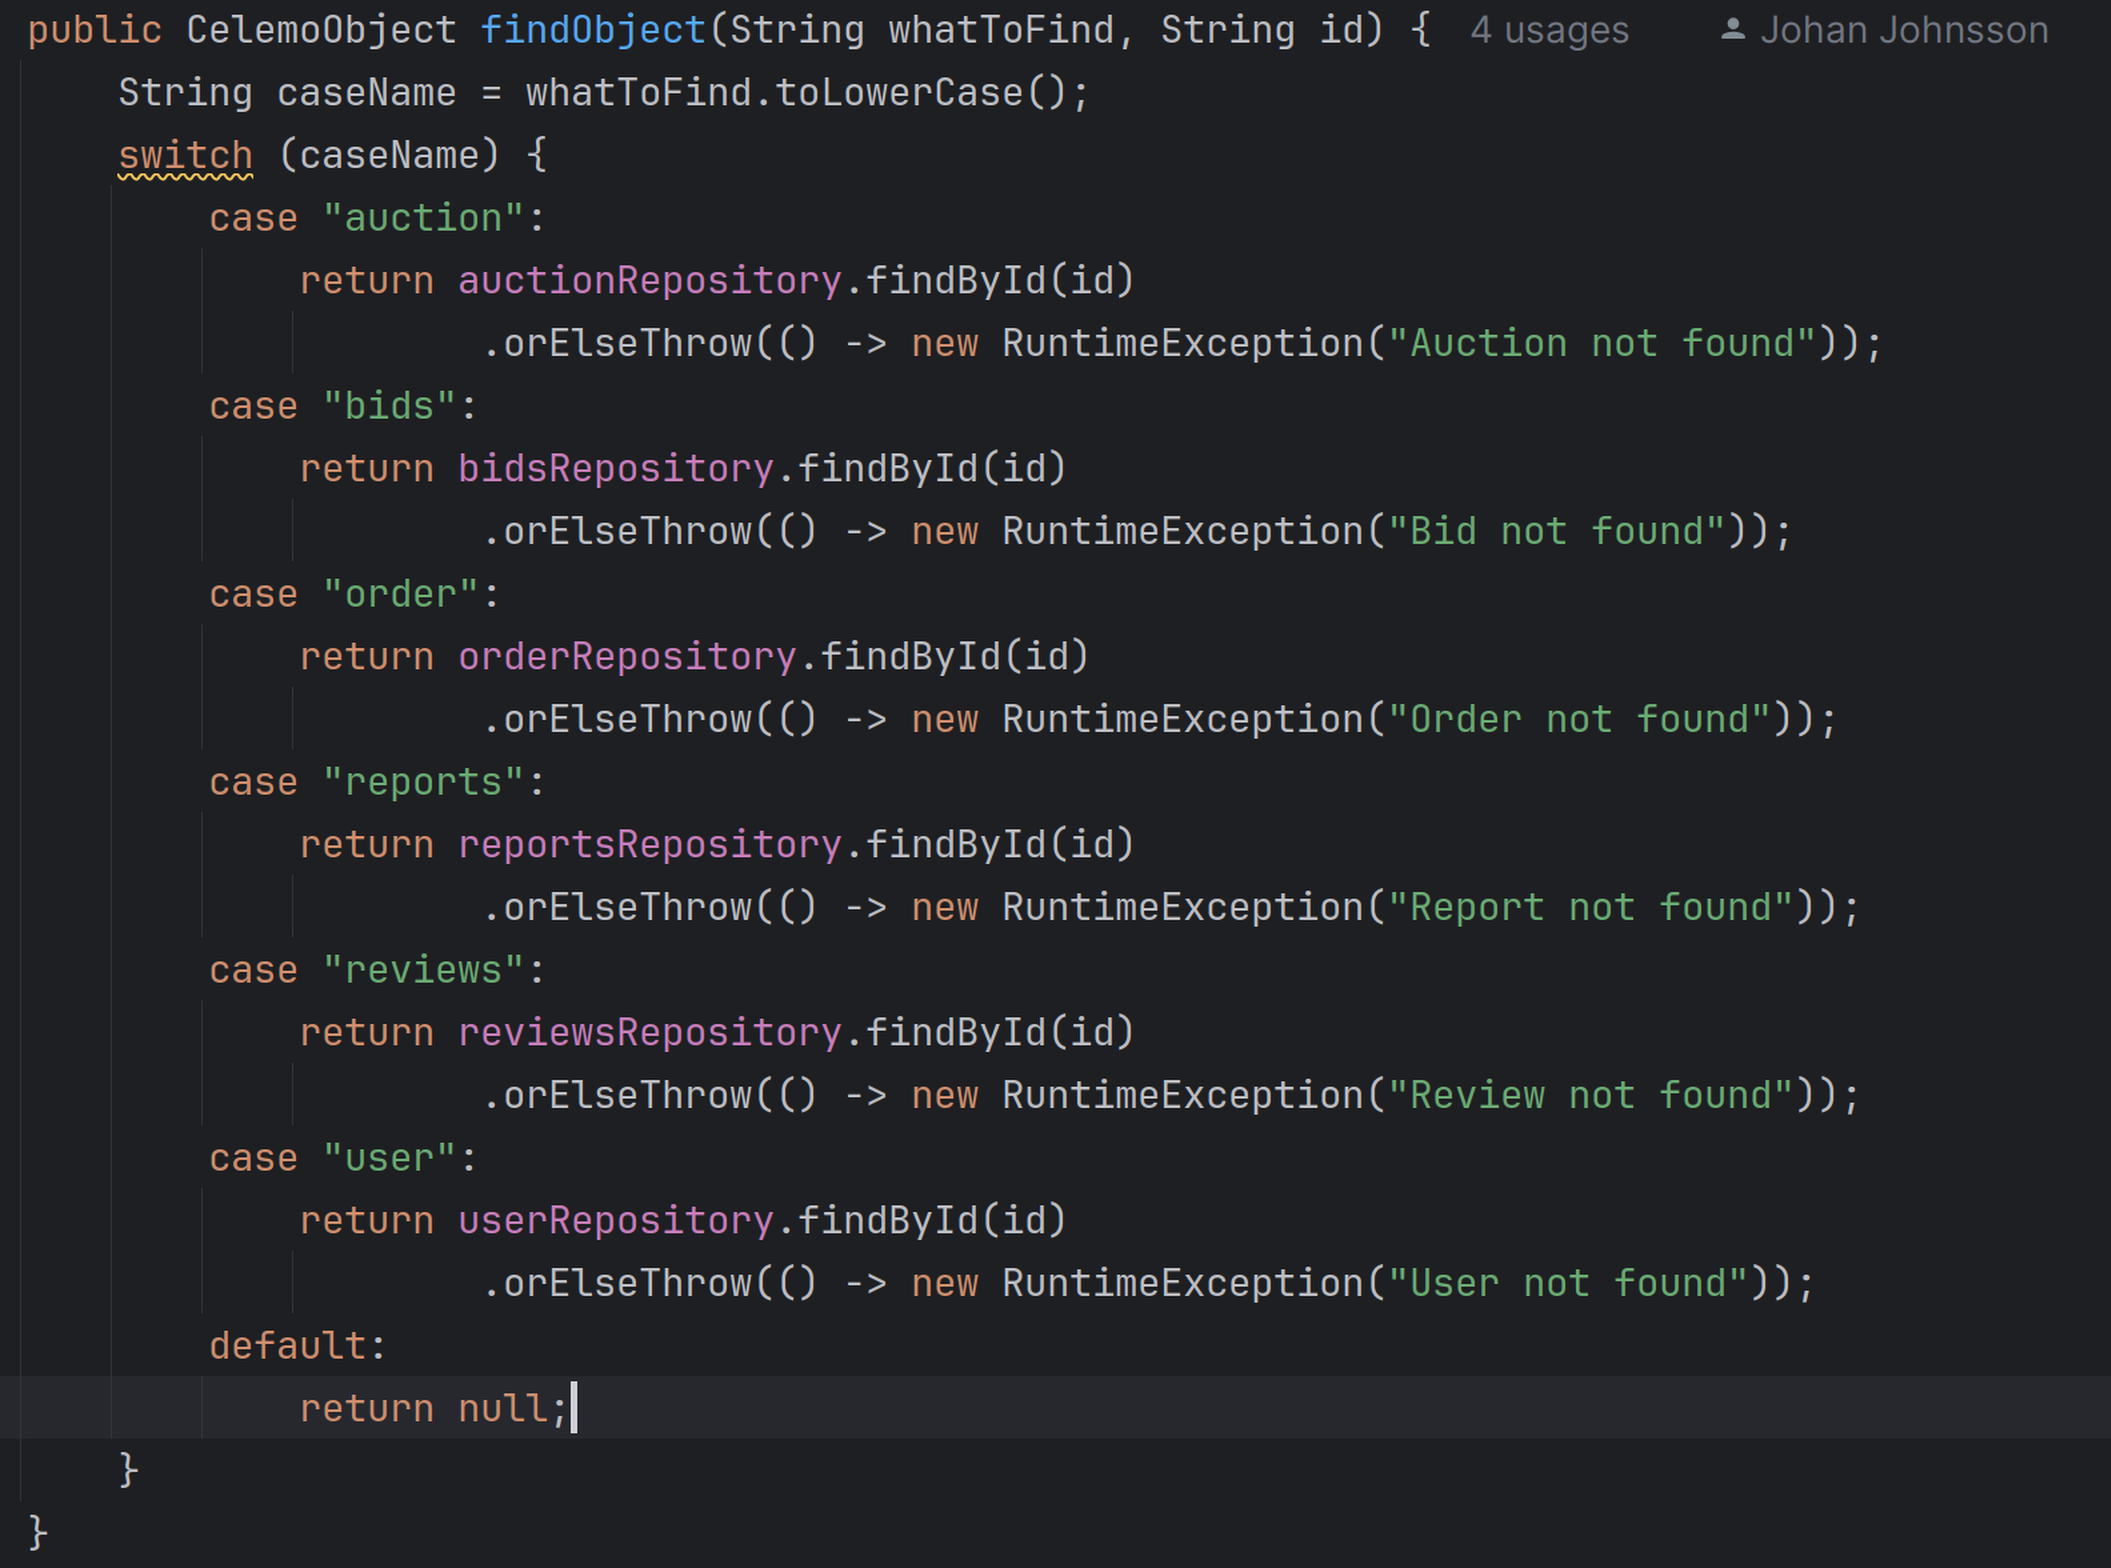 public CelemoObject findObject(String whatToFind, String id) { 4 usages Johan Johnsson
String caseName = whatToFind.toLowerCase();
switch (caseName) {
case "auction":
return auctionRepository.findById(id)
.orElseThrow(() -> new RuntimeException("Auction not found"));
case "bids":
return bidsRepository.findById(id)
.orElseThrow(() -> new RuntimeException("Bid not found"));
case "order":
return orderRepository.findById(id)
.orElseThrow(() -> new RuntimeException("Order not found"));
case "reports":
return reportsRepository.findById(id)
.orElseThrow(() -> new RuntimeException("Report not found"));
case "reviews":
return reviewsRepository.findById(id)
.orElseThrow(() -> new RuntimeException("Review not found"));
case "user":
return userRepository.findById(id)
.orElseThrow(() -> new RuntimeException("User not found"));
default:
return null;
}
}